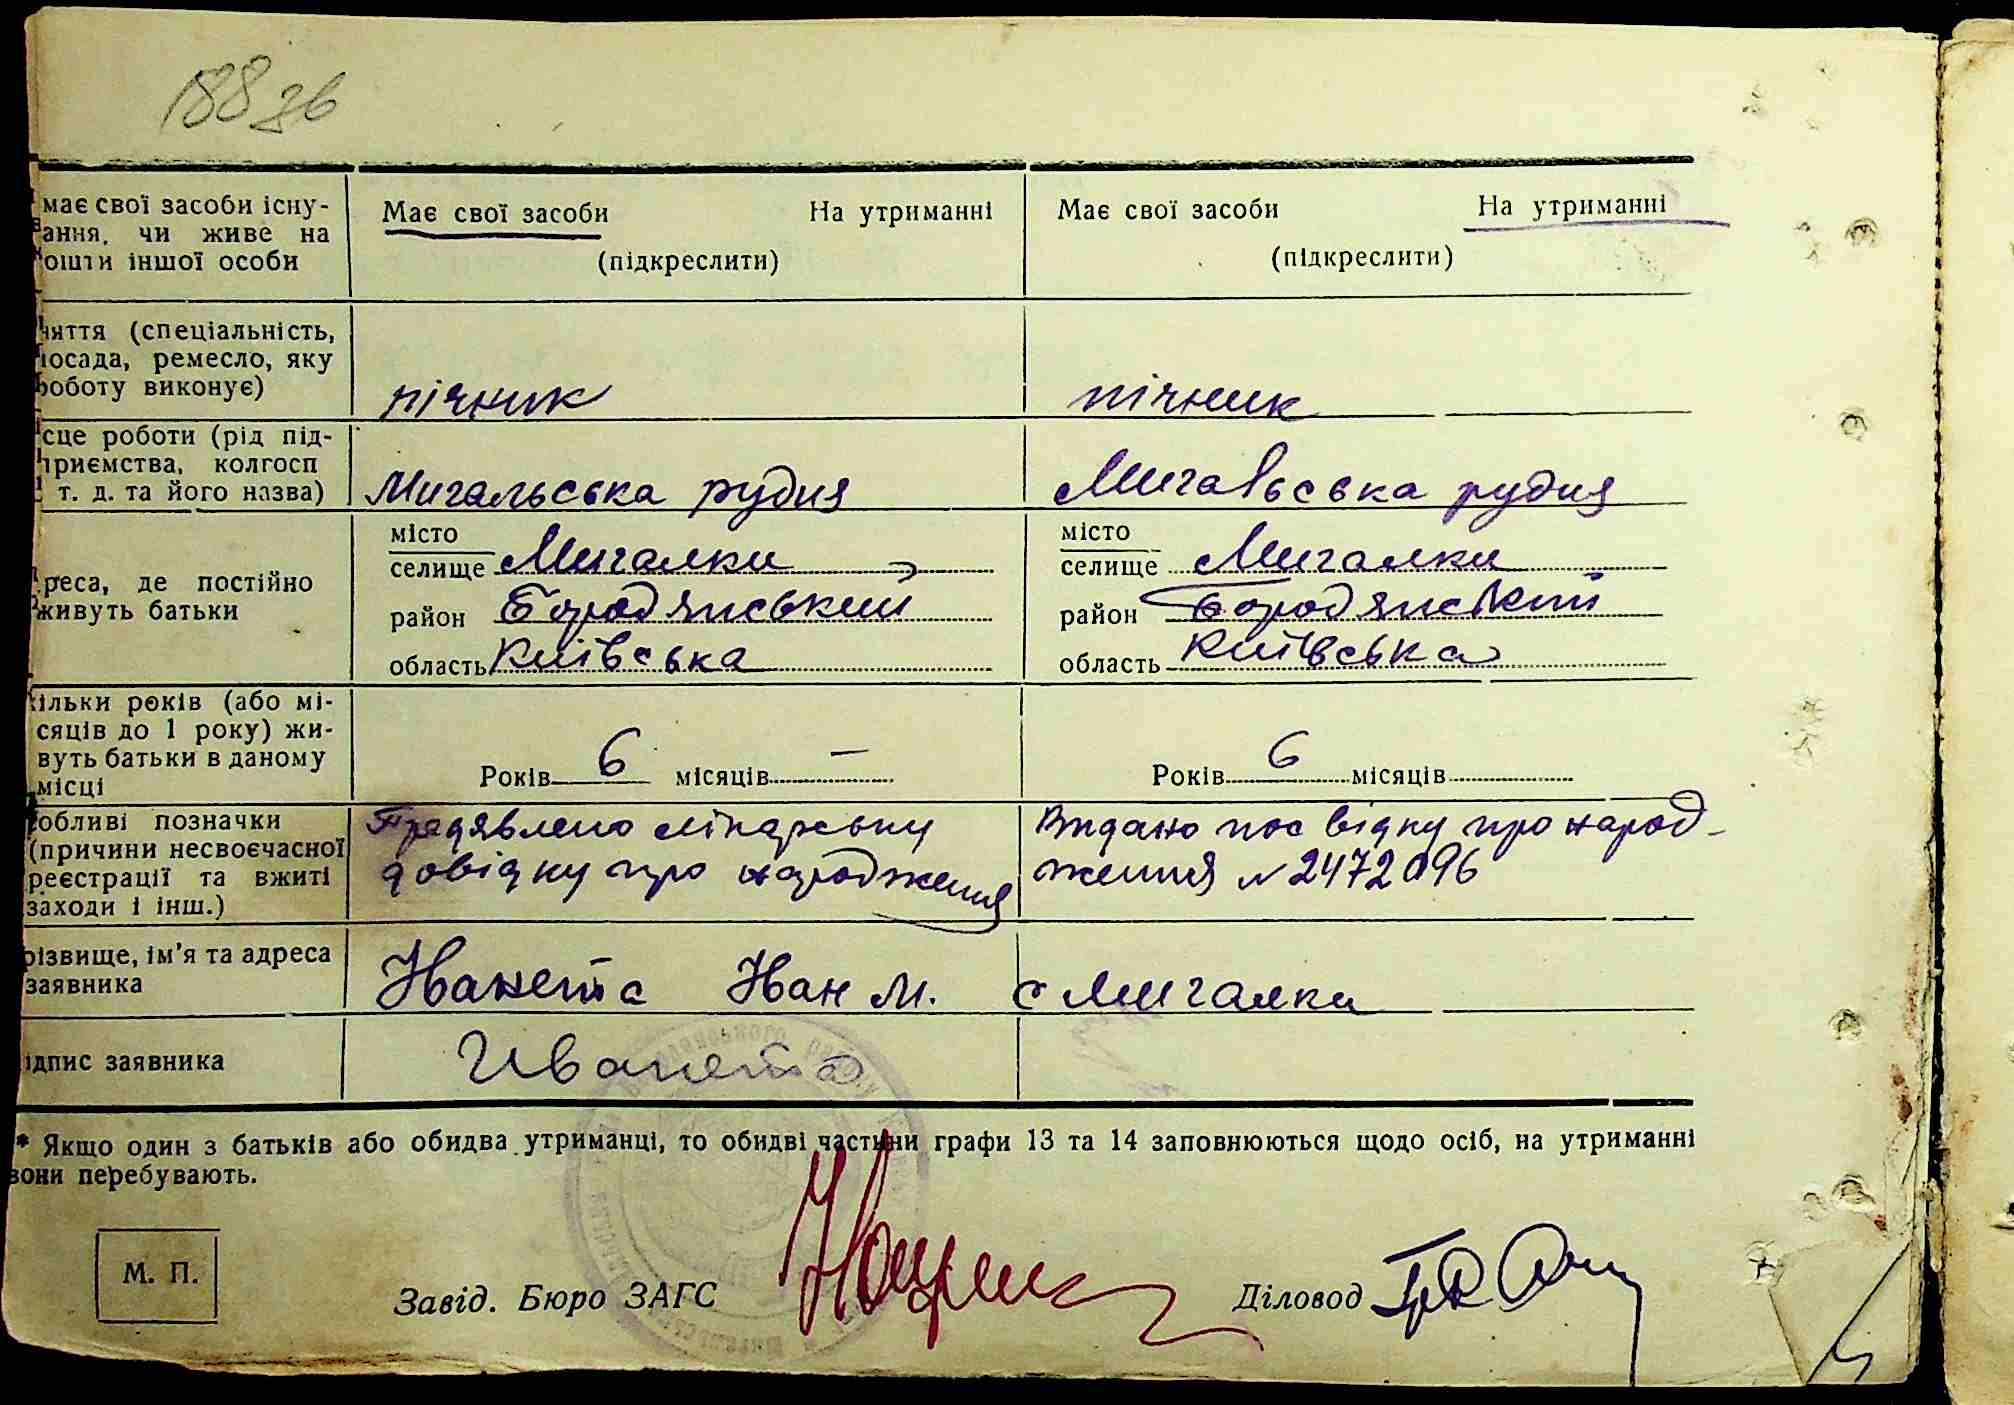 188 зв
має свої засоби існу-
ання, чи живе на
ошти іншої особи
Має свої засоби На утриманні
(підкреслити)
Має свої засоби На утриманні
(підкреслити)
няття (спеціальність,
посада, ремесло, яку
роботу виконує)
пічник
пічник
сце роботи (рід під-
приємства, колгосп
і т. д. та його назва)
Мигальська рудня
Мигальська рудня
реса, де постійно
живуть батьки
місто
селище Мигалки
район Бородянський
область Київська
місто
селище Мигалки
район Бородянський
область Київська
ільки років (або мі-
сяців до 1 року) жи-
вуть батьки в даному
місці
Років 6 місяців —
Років 6 місяців
обливі позначки
(причини несвоєчасної
реєстрації та вжиті
заходи і інш.)
Предявлено лікарську
довідку про народження
Видано посвідку про народ-
ження № 2472096
різвище, ім'я та адреса
заявника
Іванета Іван М. с Мигалки
ідпис заявника
Иванета
* Якщо один з батьків або обидва утриманці, то обидві частини графи 13 та 14 заповнюються щодо осіб, на утриманні
вони перебувають.
М. П.
Завід. Бюро ЗАГС
Діловод